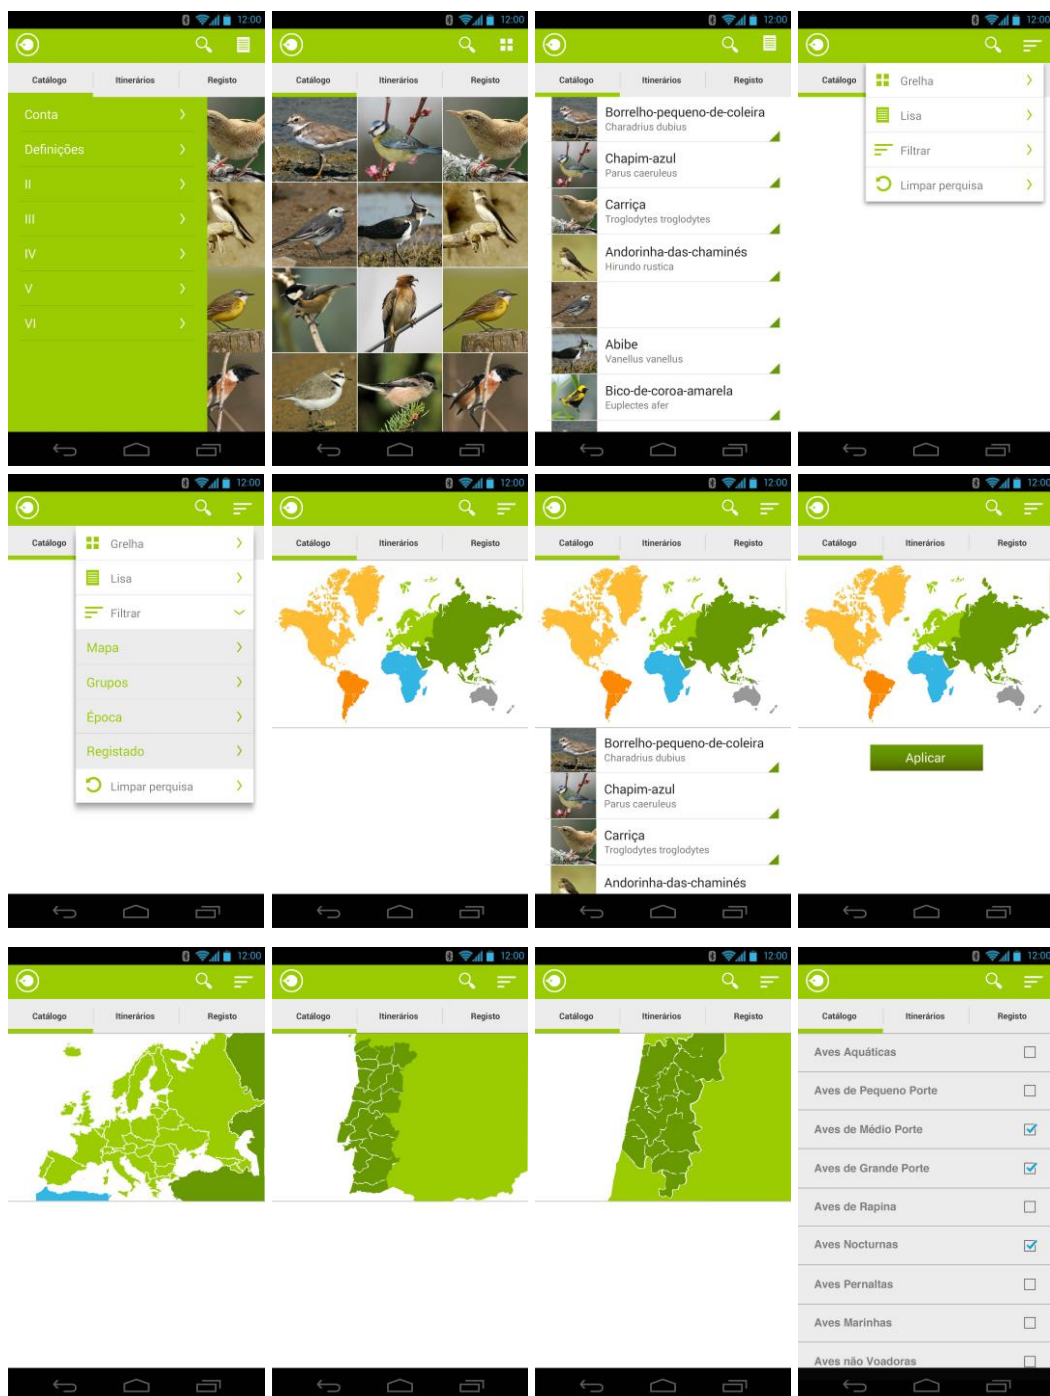 12:00
Catálogo Itinerários Registo
Conta
Definições
II
III
IV
V
VI
12:00
Catálogo Itinerários Registo
12:00
Catálogo Itinerários Registo
Borrelho-pequeno-de-coleira
Charadrius dubius
Chapim-azul
Parus caeruleus
Carriça
Troglodytes troglodytes
Andorinha-das-chaminés
Hirundo rustica
Abibe
Vanellus vanellus
Bico-de-coroa-amarela
Euplectes afer
12:00
Catálogo
Grelha
Lisa
Filtrar
Limpar perquisa
12:00
Catálogo
Grelha
Lisa
Filtrar
Mapa
Grupos
Época
Registado
Limpar perquisa
12:00
Catálogo Itinerários Registo
12:00
Catálogo Itinerários Registo
Borrelho-pequeno-de-coleira
Charadrius dubius
Chapim-azul
Parus caeruleus
Carriça
Troglodytes troglodytes
Andorinha-das-chaminés
12:00
Catálogo Itinerários Registo
Aplicar
12:00
Catálogo Itinerários Registo
12:00
Catálogo Itinerários Registo
12:00
Catálogo Itinerários Registo
12:00
Catálogo Itinerários Registo
Aves Aquáticas
Aves de Pequeno Porte
Aves de Médio Porte
Aves de Grande Porte
Aves de Rapina
Aves Nocturnas
Aves Pernaltas
Aves Marinhas
Aves não Voadoras